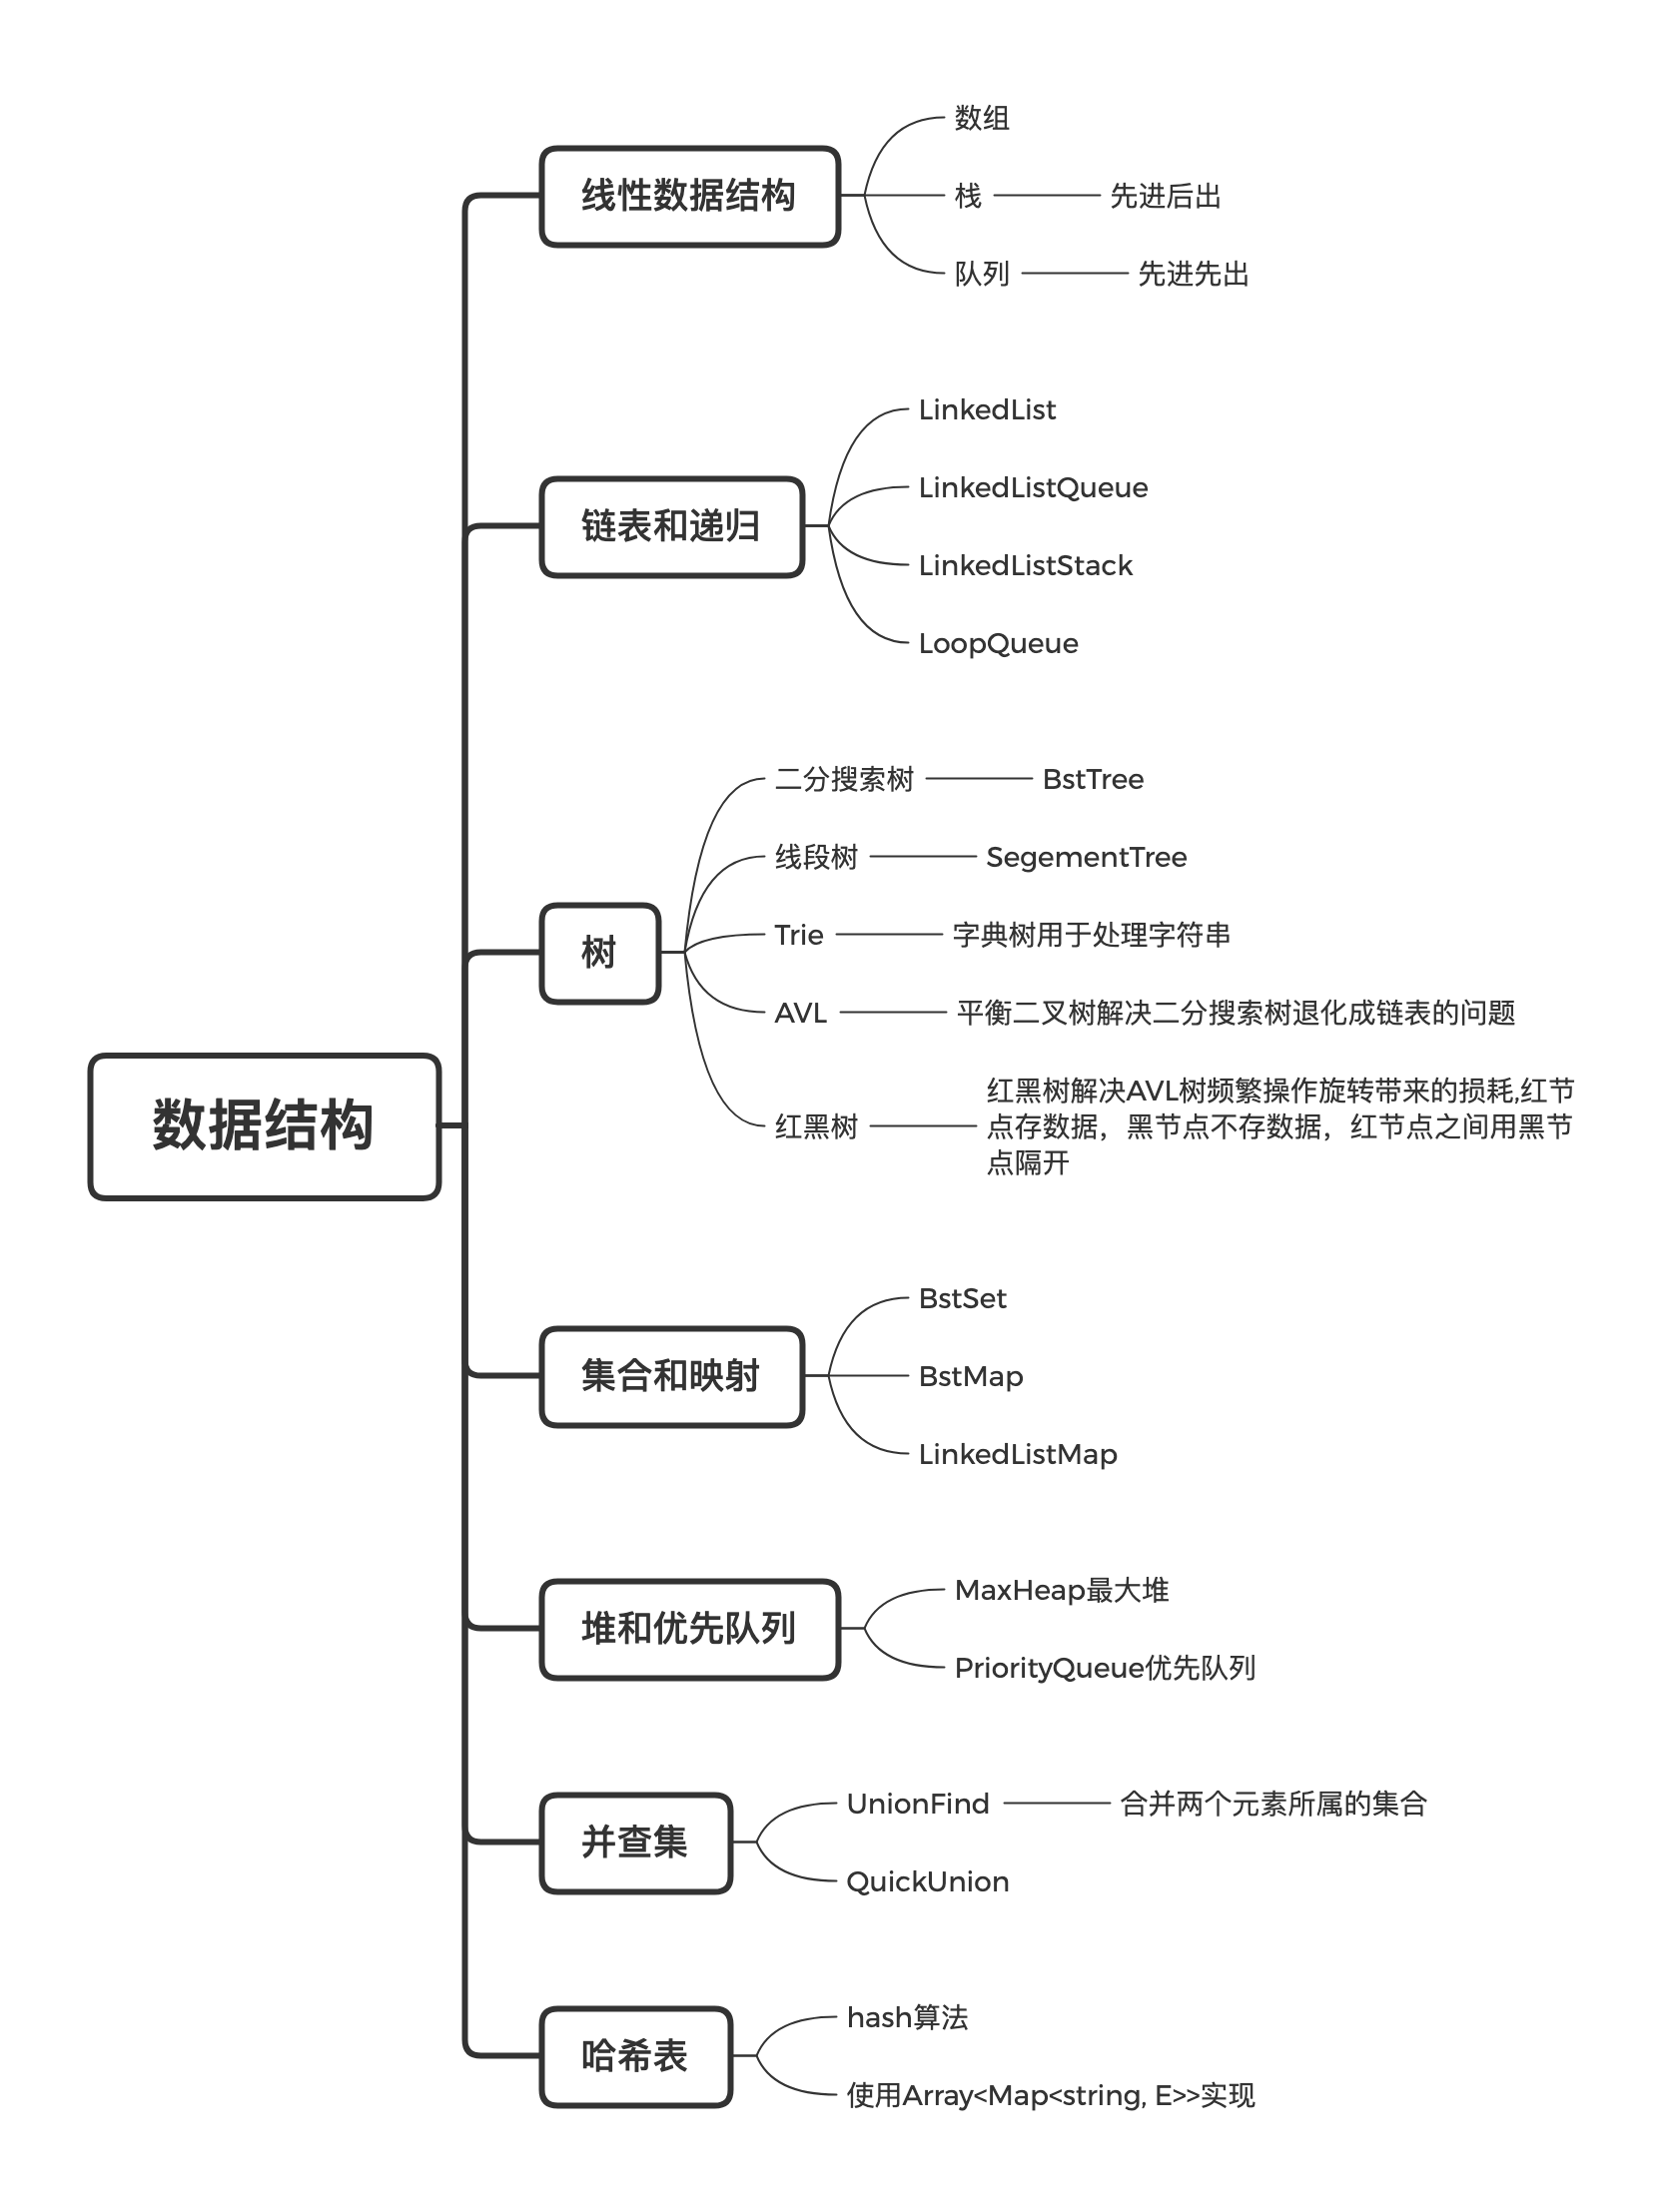 数据结构
线性数据结构
数组
栈
先进后出
队列
先进先出
链表和递归
LinkedList
LinkedListQueue
LinkedListStack
LoopQueue
树
二分搜索树
BstTree
线段树
SegementTree
Trie
字典树用于处理字符串
AVL
平衡二叉树解决二分搜索树退化成链表的问题
红黑树
红黑树解决AVL树频繁操作旋转带来的损耗,红节
点存数据，黑节点不存数据，红节点之间用黑节
点隔开
集合和映射
BstSet
BstMap
LinkedListMap
堆和优先队列
MaxHeap最大堆
PriorityQueue优先队列
并查集
UnionFind
合并两个元素所属的集合
QuickUnion
哈希表
hash算法
使用Array<Map<string, E>>实现